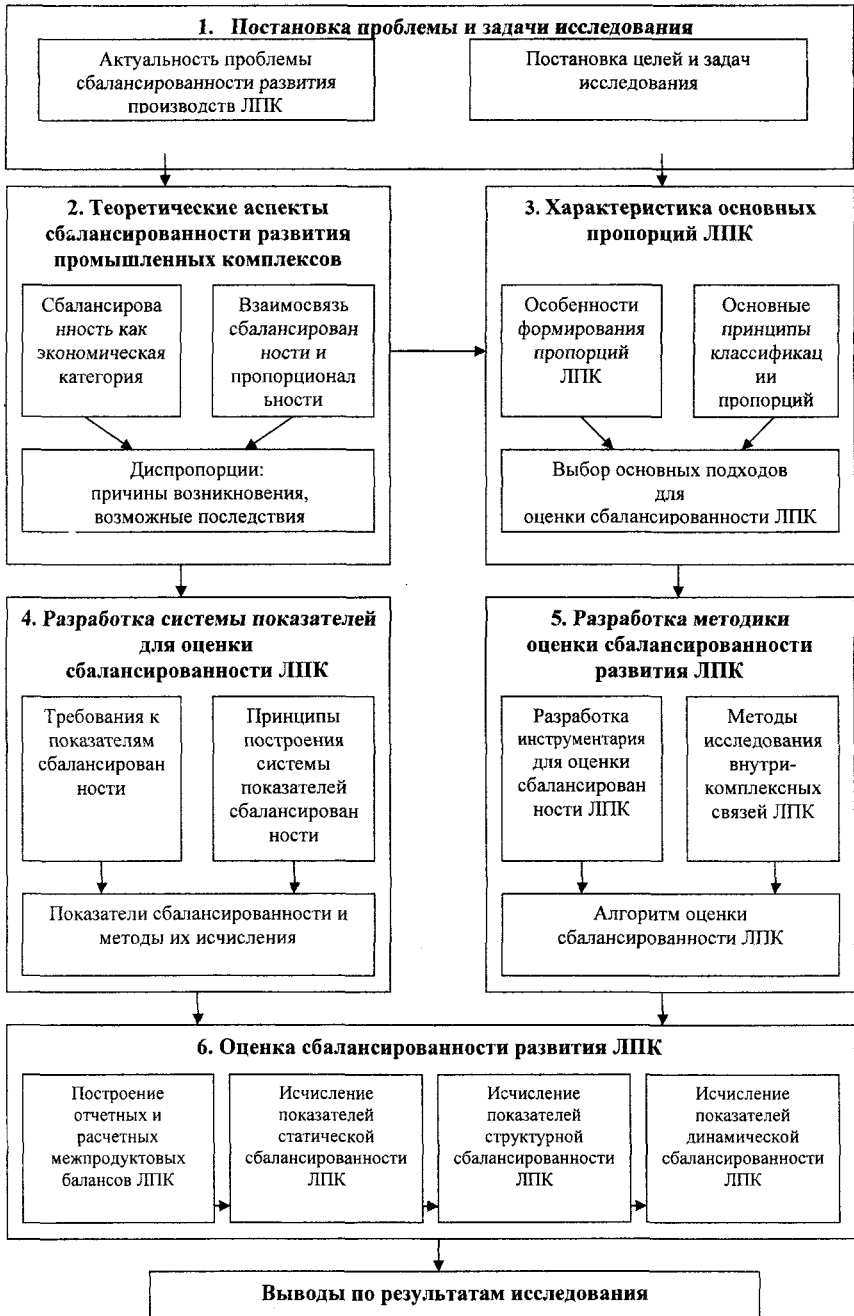 1. Постановка проблемы и задачи исследования
Актуальность проблемы
сбалансированности развития
производств ЛПК
Постановка целей и задач
исследования
2. Теоретические аспекты
сбалансированности развития
промышленных комплексов
Сбалансирова
нность как
экономическая
категория
Взаимосвязь
сбалансирован
ности и
пропорционал
ьности
Диспропорции:
причины возникновения,
возможные последствия
3. Характеристика основных
пропорций ЛПК
Особенности
формирования
пропорций
ЛПК
Основные
принципы
классификац
ии
пропорций
Выбор основных подходов
для
оценки сбалансированности ЛПК
4. Разработка системы показателей
для оценки
сбалансированности ЛПК
Требования к
показателям
сбалансирован
ности
Принципы
построения
системы
показателей
сбалансирован
ности
Показатели сбалансированности и
методы их исчисления
5. Разработка методики
оценки сбалансированности
развития ЛПК
Разработка
инструментария
для оценки
сбалансирован
ности ЛПК
Методы
исследования
внутри-
комплексных
связей ЛПК
Алгоритм оценки
сбалансированности ЛПК
6. Оценка сбалансированности развития ЛПК
Построение
отчетных и
расчетных
межпродуктовых
балансов ЛПК
Исчисление
показателей
статической
сбалансированности
ЛПК
Исчисление
показателей
структурной
сбалансированности
ЛПК
Исчисление
показателей
динамической
сбалансированности
ЛПК
Выводы по результатам исследования